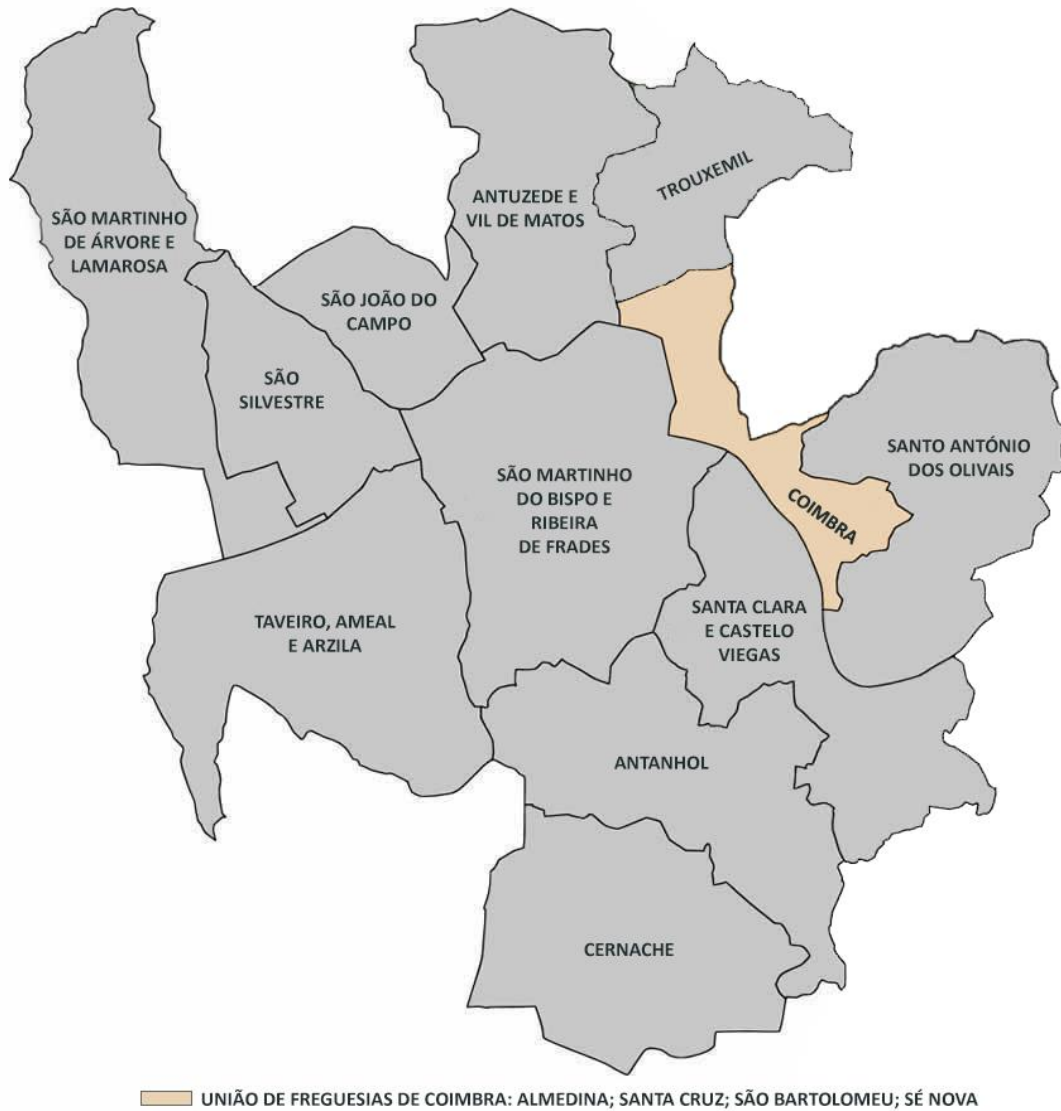 TROUXEMIL
ANTUZEDE E
VIL DE MATOS
SÃO MARTINHO
DE ÁRVORE E
LAMAROSA
SÃO JOÃO DO
CAMPO
SÃO
SILVESTRE
SANTO ANTÓNIO
DOS OLIVAIS
SÃO MARTINHO
DO BISPO E
RIBEIRA
DE FRADES
COIMBRA
SANTA CLARA
E CASTELO
VIEGAS
TAVEIRO, AMEAL
E ARZILA
ANTANHOL
CERNACHE
UNIÃO DE FREGUESIAS DE COIMBRA: ALMEDINA; SANTA CRUZ; SÃO BARTOLOMEU; SÉ NOVA